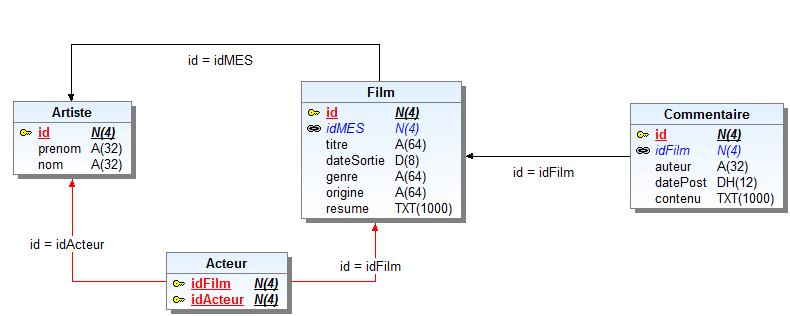 id = idMES
Artiste
id N(4)
prenom A(32)
nom A(32)
Film
id N(4)
idMES N(4)
titre A(64)
dateSortie D(8)
genre A(64)
origine A(64)
resume TXT(1000)
Commentaire
id N(4)
idFilm N(4)
auteur A(32)
datePost DH(12)
contenu TXT(1000)
id = idFilm
id = idActeur
Acteur
idFilm N(4)
idActeur N(4)
id = idFilm